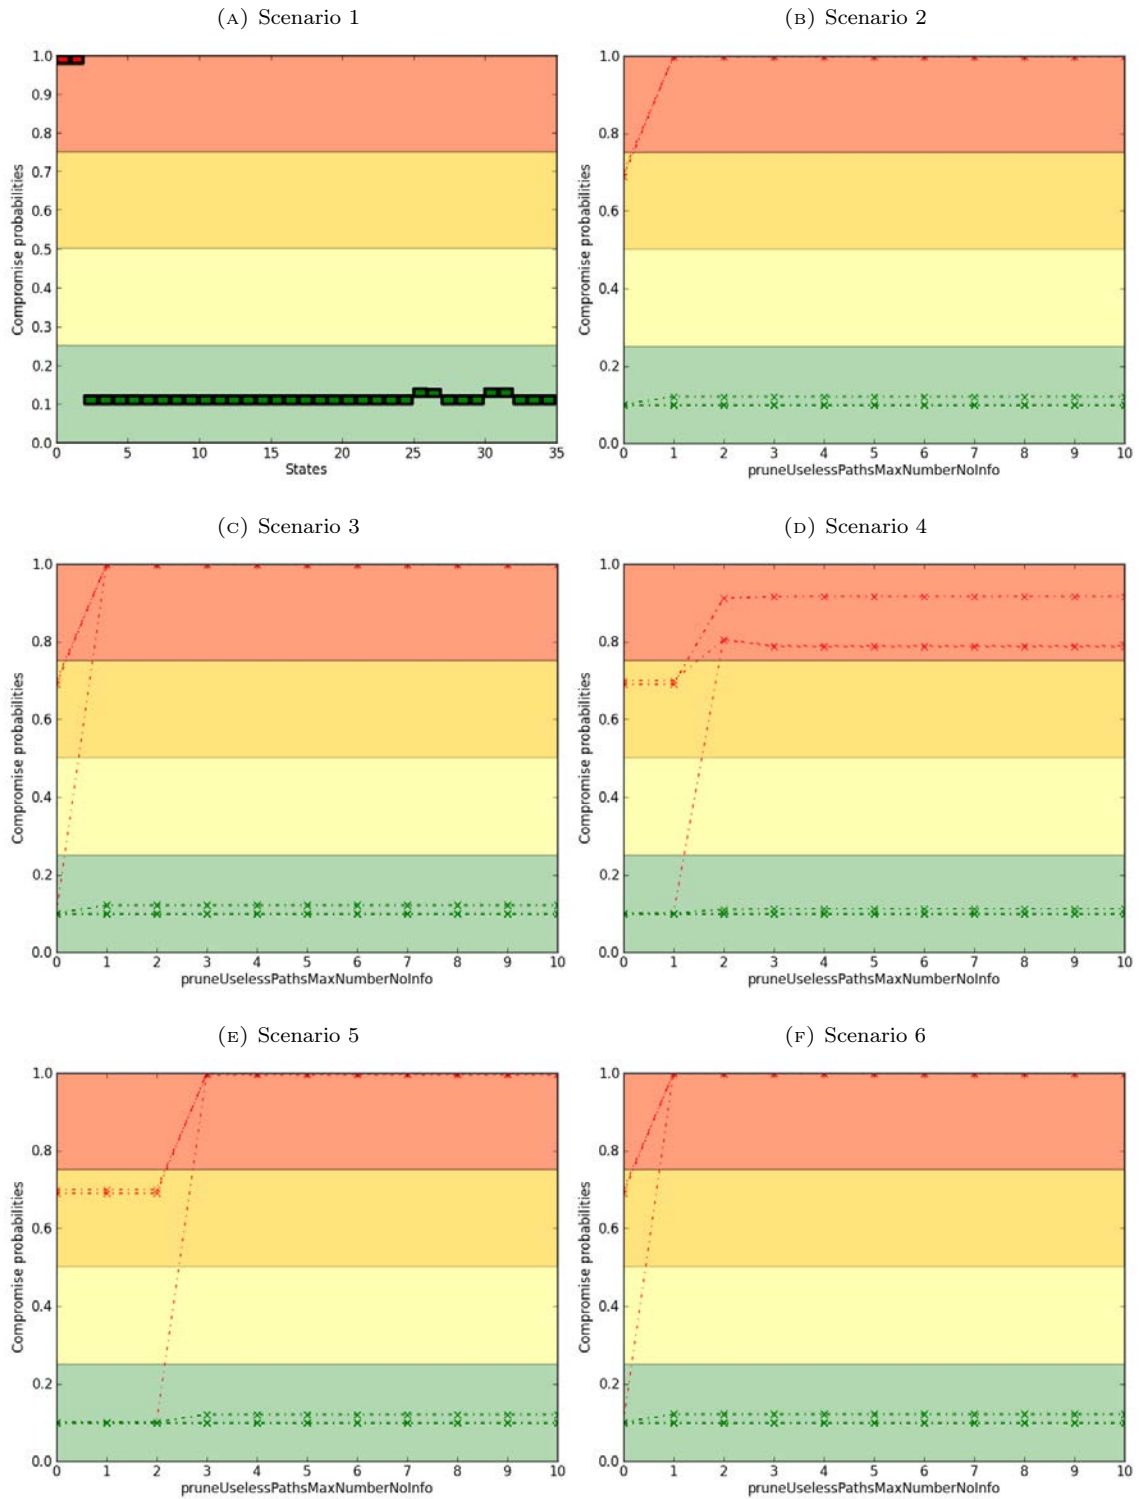 (A) Scenario 1
(B) Scenario 2
1.0
0.9
0.8
0.7
0.6
0.5
0.4
0.3
0.2
0.1
0.0
Compromise probabilities
0 5 10 15 20 25 30 35
States
1.0
0.8
0.6
0.4
0.2
0.0
Compromise probabilities
0 1 2 3 4 5 6 7 8 9 10
pruneUselessPathsMaxNumberNoInfo
(C) Scenario 3
(D) Scenario 4
1.0
0.8
0.6
0.4
0.2
0.0
Compromise probabilities
0 1 2 3 4 5 6 7 8 9 10
pruneUselessPathsMaxNumberNoInfo
1.0
0.8
0.6
0.4
0.2
0.0
Compromise probabilities
0 1 2 3 4 5 6 7 8 9 10
pruneUselessPathsMaxNumberNoInfo
(E) Scenario 5
(F) Scenario 6
1.0
0.8
0.6
0.4
0.2
0.0
Compromise probabilities
0 1 2 3 4 5 6 7 8 9 10
pruneUselessPathsMaxNumberNoInfo
1.0
0.8
0.6
0.4
0.2
0.0
Compromise probabilities
0 1 2 3 4 5 6 7 8 9 10
pruneUselessPathsMaxNumberNoInfo